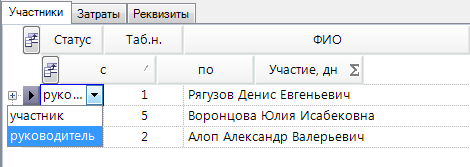 Участники Затраты Реквизиты
Статус Таб.н. ФИО
с по Участие, дн Σ
руко... 1 Рягузов Денис Евгеньевич
участник 5 Воронцова Юлия Исабековна
руководитель 2 Алоп Александр Валерьевич